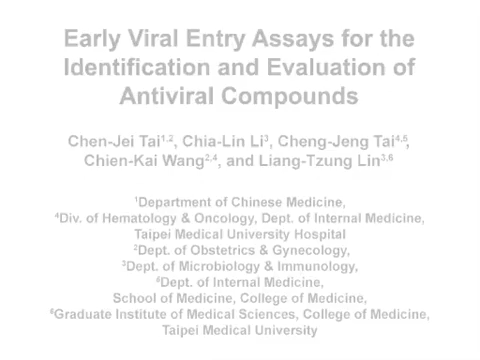 Early Viral Entry Assays for the
Identification and Evaluation of
Antiviral Compounds
Chen-Jei Tai¹,², Chia-Lin Li³, Cheng-Jeng Tai⁴,⁵,
Chien-Kai Wang²,⁴, and Liang-Tzung Lin³,⁶
¹Department of Chinese Medicine,
⁴Div. of Hematology & Oncology, Dept. of Internal Medicine,
Taipei Medical University Hospital
²Dept. of Obstetrics & Gynecology,
³Dept. of Microbiology & Immunology,
⁵Dept. of Internal Medicine,
School of Medicine, College of Medicine,
⁶Graduate Institute of Medical Sciences, College of Medicine,
Taipei Medical University